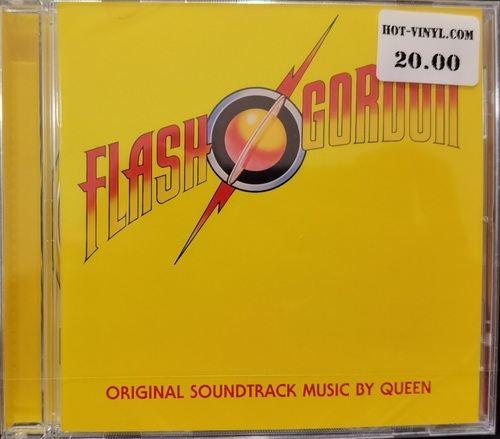 HOT-VINYL.COM
20.00
FLASH GORDON
ORIGINAL SOUNDTRACK MUSIC BY QUEEN